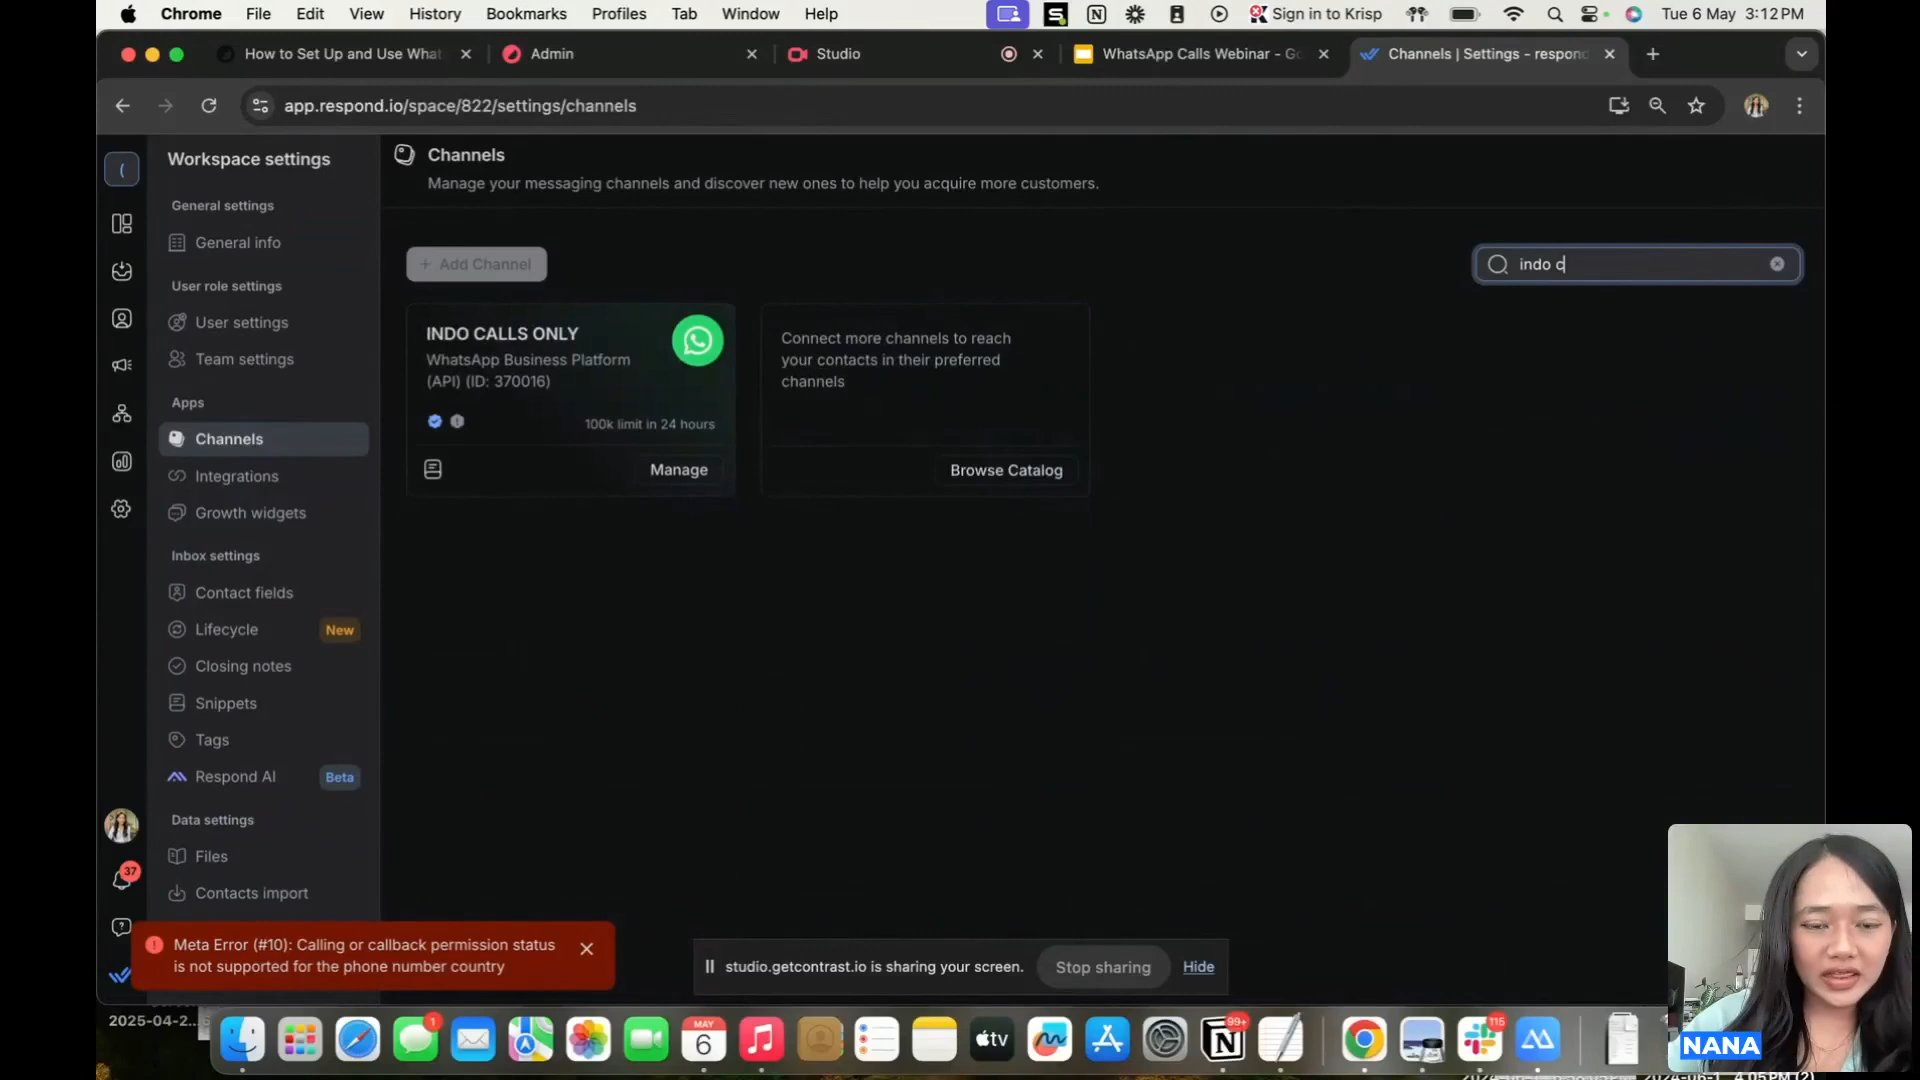 Chrome File Edit View History Bookmarks Profiles Tab Window Help Sign in to Krisp Tue 6 May 3:12 PM
How to Set Up and Use What Admin Studio WhatsApp Calls Webinar - Go Channels | Settings - respond
app.respond.io/space/822/settings/channels
Workspace settings
General settings
General info
User role settings
User settings
Team settings
Apps
Channels
Integrations
Growth widgets
Inbox settings
Contact fields
Lifecycle New
Closing notes
Snippets
Tags
Respond AI Beta
Data settings
Files
Contacts import
37
Channels
Manage your messaging channels and discover new ones to help you acquire more customers.
+ Add Channel
indo c
INDO CALLS ONLY
WhatsApp Business Platform
(API) (ID: 370016)
100k limit in 24 hours
Manage
Connect more channels to reach
your contacts in their preferred
channels
Browse Catalog
Meta Error (#10): Calling or callback permission status
is not supported for the phone number country
studio.getcontrast.io is sharing your screen. Stop sharing Hide
2025-04-2...
1
MAY
6
tv
99+
115
NANA
4.05 PM (2)